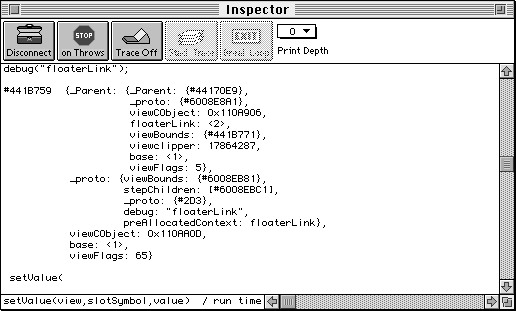 Inspector
STOP
EXIT
0
Disconnect
on Throws
Trace Off
Stack Trace
Break Loop
Print Depth
debug("floaterLink");
#441B759 {_Parent: {_Parent: {#44170E9},
_proto: {#6008E8A1},
viewCObject: 0x110A906,
floaterLink: <2>,
viewBounds: {#441B771},
viewclipper: 17864287,
base: <1>,
viewFlags: 5},
_proto: {viewBounds: {#6008EB81},
stepChildren: [#6008EBC1],
_proto: {#2D3},
debug: "floaterLink",
preAllocatedContext: floaterLink},
viewCObject: 0x110AA0D,
base: <1>,
viewFlags: 65}
setValue(
setValue(view,slotSymbol,value) / run time